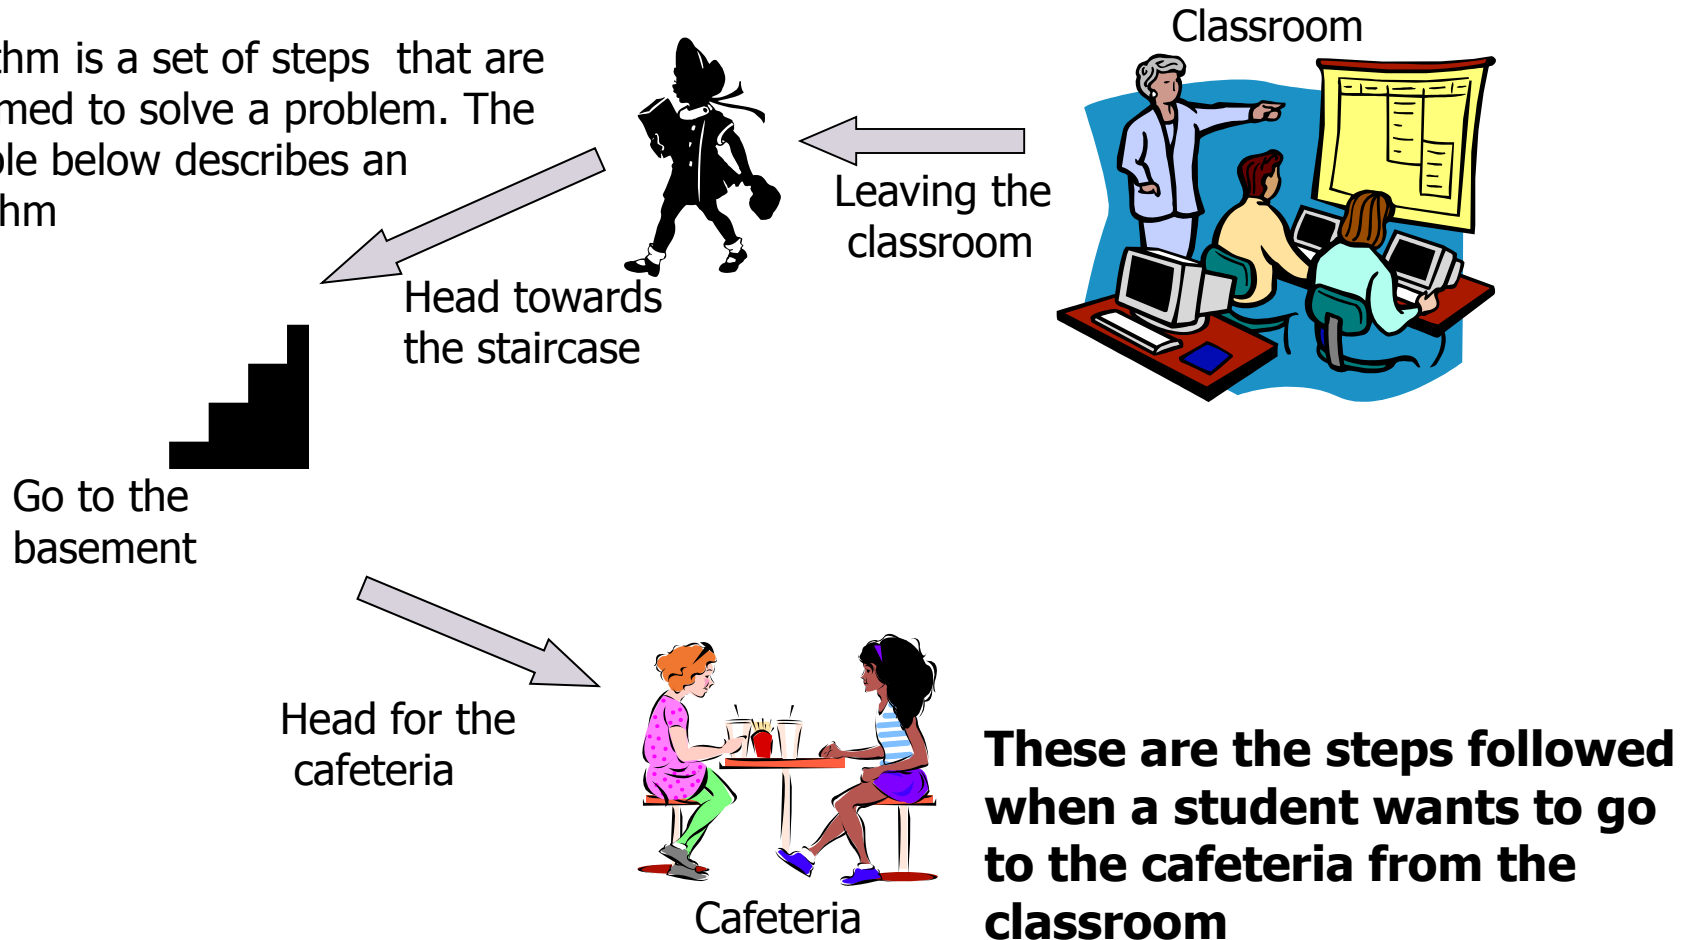 thm is a set of steps  that are
med to solve a problem. The
ple below describes an
hm
Classroom
Leaving the
classroom
Head towards
the staircase
Go to the
basement
Head for the
cafeteria
Cafeteria
These are the steps followed
when a student wants to go
to the cafeteria from the
classroom